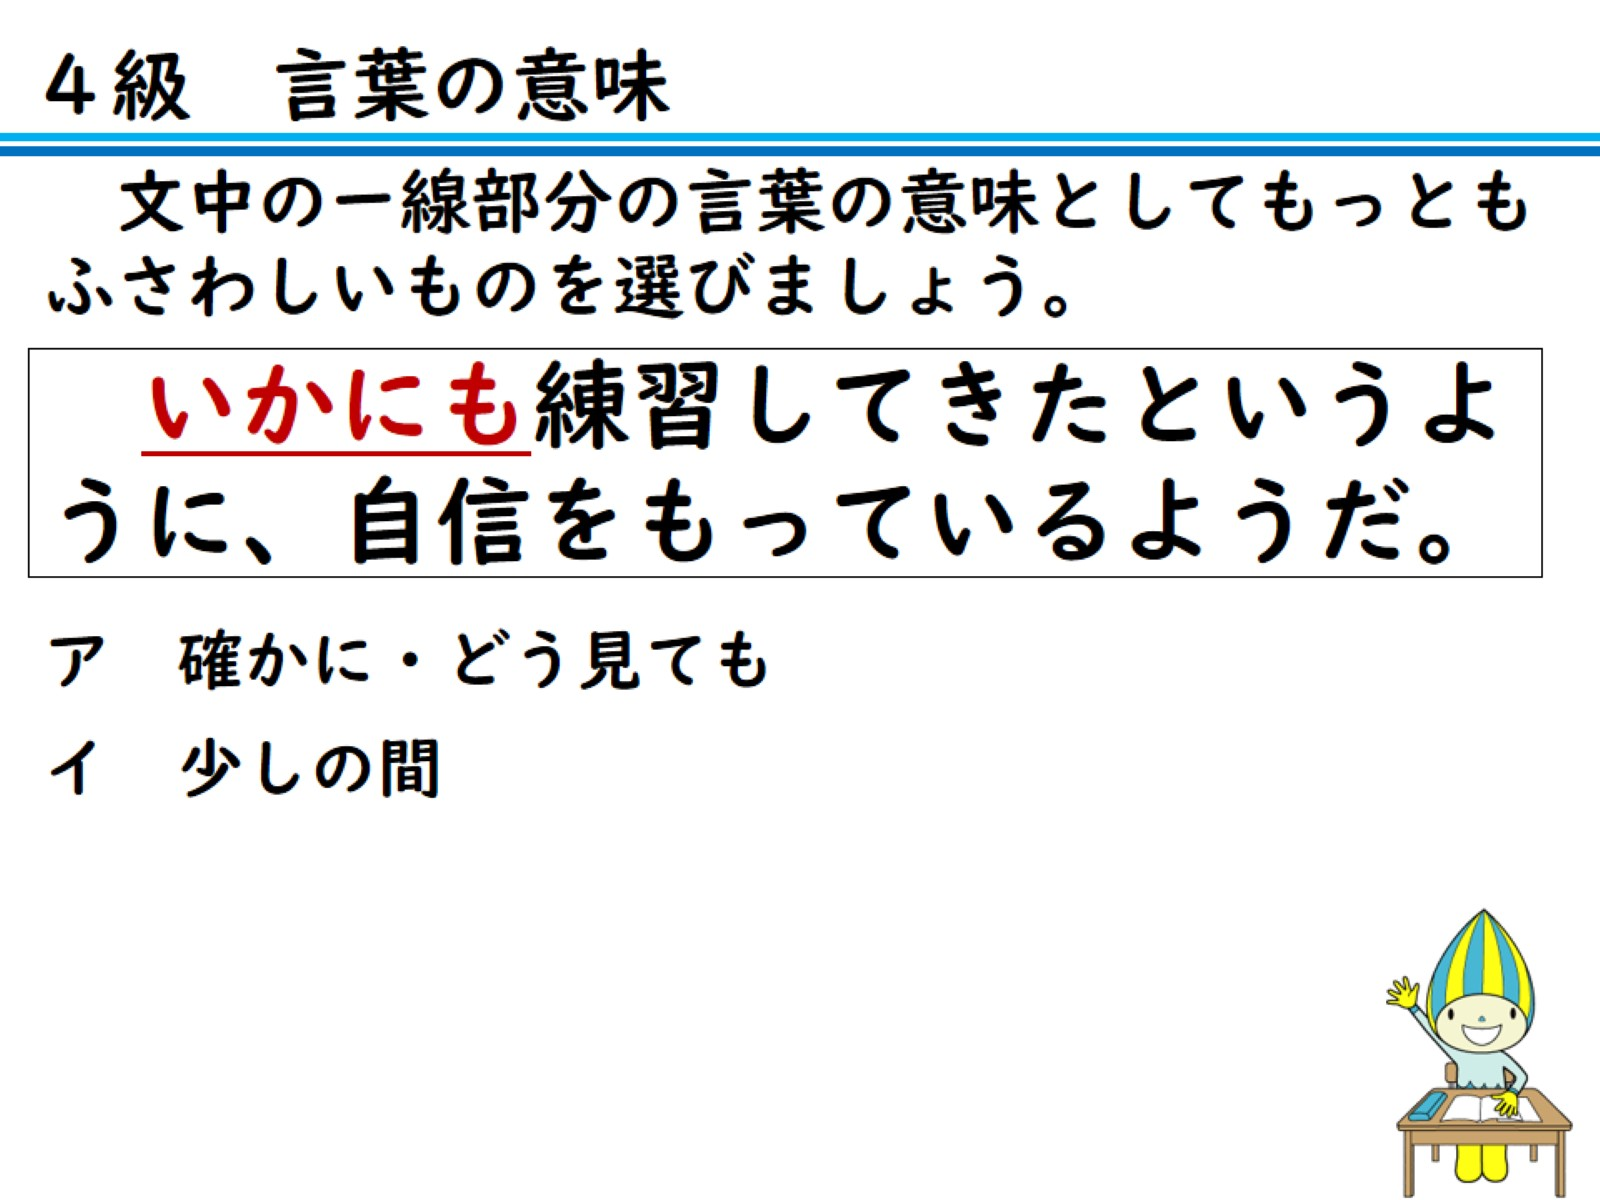 ４級　言葉の意味
文中の一線部分の言葉の意味としてもっとも
ふさわしいものを選びましょう。
いかにも練習してきたというよ
うに、自信をもっているようだ。
ア　確かに・どう見ても
イ　少しの間